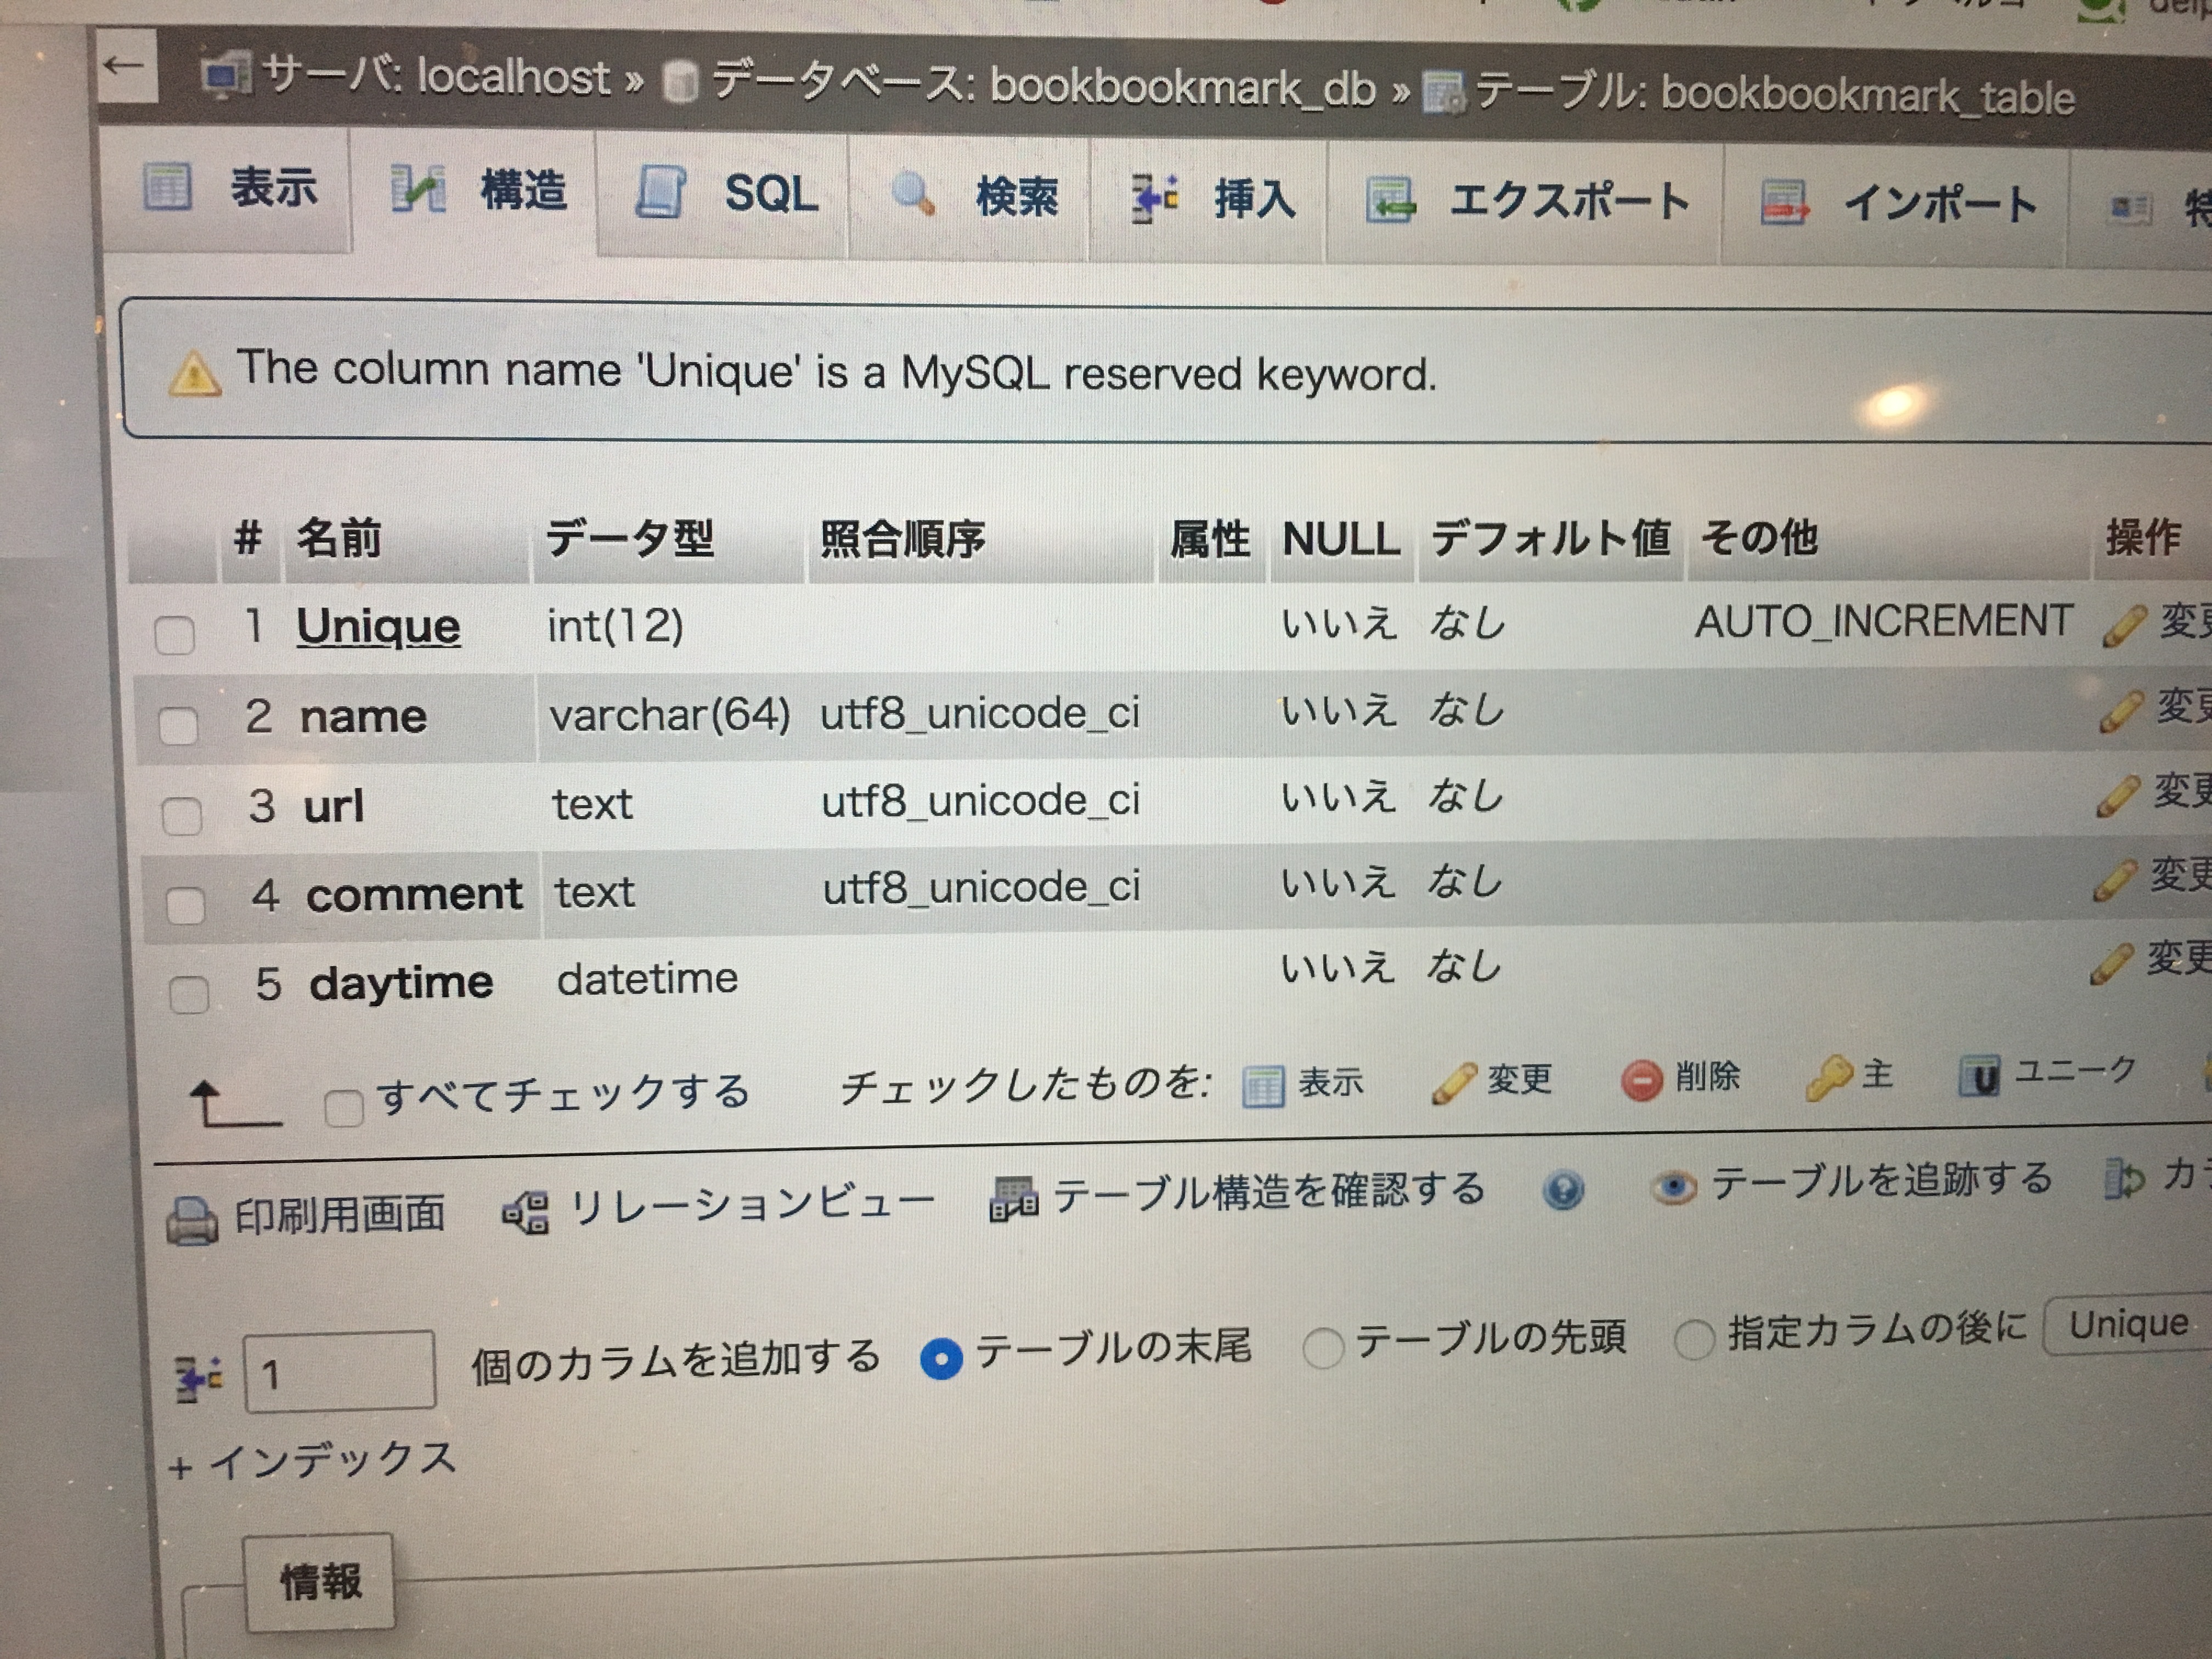 ← サーバ: localhost » データベース: bookbookmark_db » テーブル: bookbookmark_table
表示 構造 SQL 検索 挿入 エクスポート インポート 特
The column name 'Unique' is a MySQL reserved keyword.
# 名前 データ型 照合順序 属性 NULL デフォルト値 その他 操作
1 Unique int(12) いいえ なし AUTO_INCREMENT 変更
2 name varchar(64) utf8_unicode_ci いいえ なし 変更
3 url text utf8_unicode_ci いいえ なし 変更
4 comment text utf8_unicode_ci いいえ なし 変更
5 daytime datetime いいえ なし 変更
すべてチェックする チェックしたものを: 表示 変更 削除 主 ユニーク
印刷用画面 リレーションビュー テーブル構造を確認する テーブルを追跡する カラ
1 個のカラムを追加する テーブルの末尾 テーブルの先頭 指定カラムの後に Unique
+ インデックス
情報